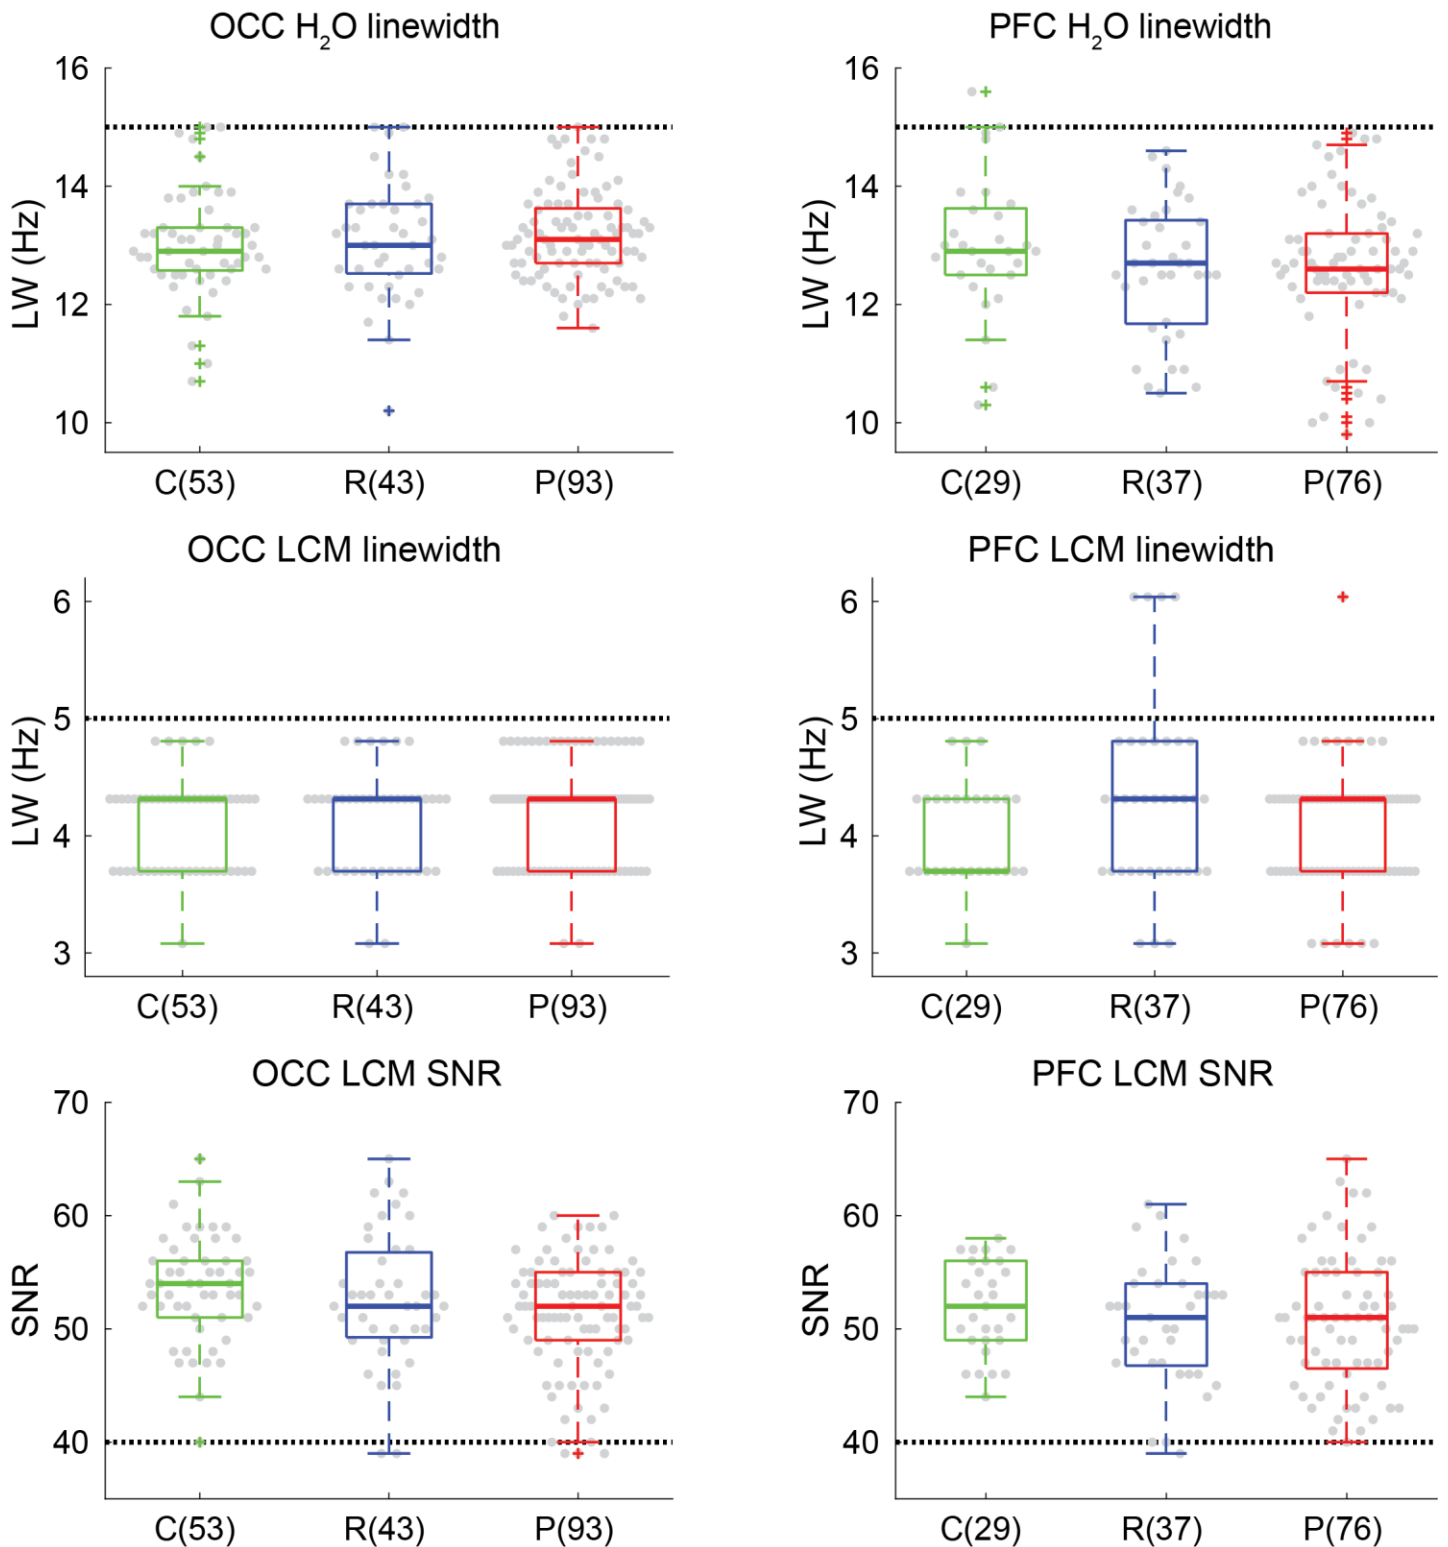 OCC H₂O linewidth
16
14
12
10
LW (Hz)
C(53) R(43) P(93)
PFC H₂O linewidth
16
14
12
10
LW (Hz)
C(29) R(37) P(76)
OCC LCM linewidth
6
5
4
3
LW (Hz)
C(53) R(43) P(93)
PFC LCM linewidth
6
5
4
3
LW (Hz)
C(29) R(37) P(76)
OCC LCM SNR
70
60
50
40
SNR
C(53) R(43) P(93)
PFC LCM SNR
70
60
50
40
SNR
C(29) R(37) P(76)